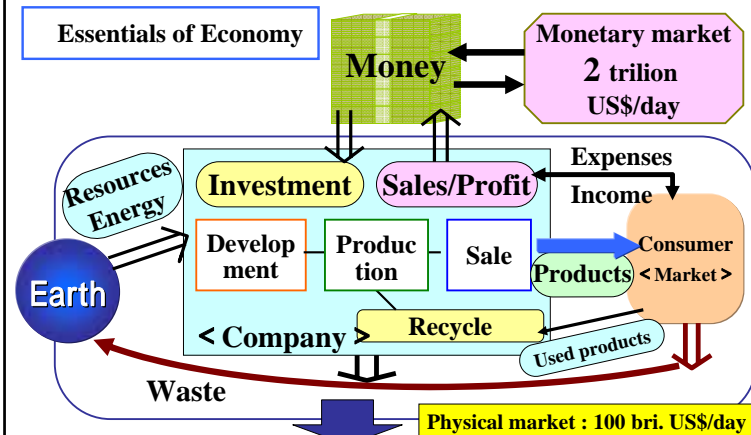 Essentials of Economy
Money
Monetary market
2 trilion
US$/day
Resources
Energy
Investment
Sales/Profit
Expenses
Income
Develop
ment
Produc
tion
Sale
Products
Consumer
< Market >
Earth
< Company >
Recycle
Used products
Waste
Physical market : 100 bri. US$/day